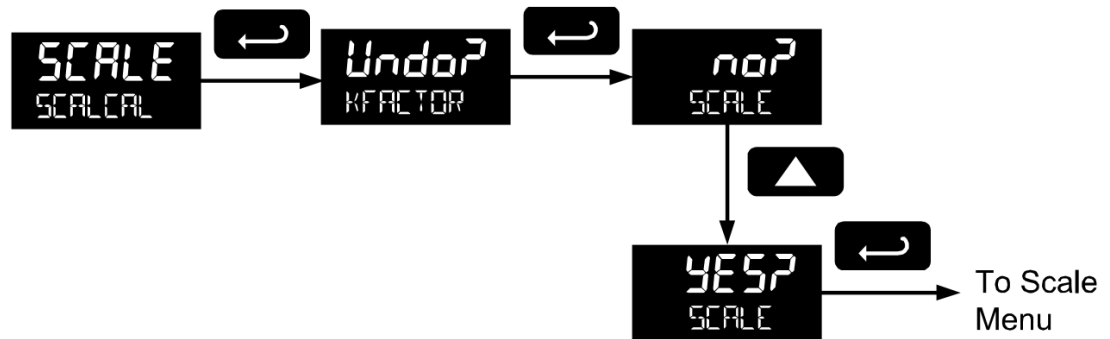 SCALE
SCALCAL
Undo?
KFACTOR
no?
SCALE
YES?
SCALE
To Scale
Menu